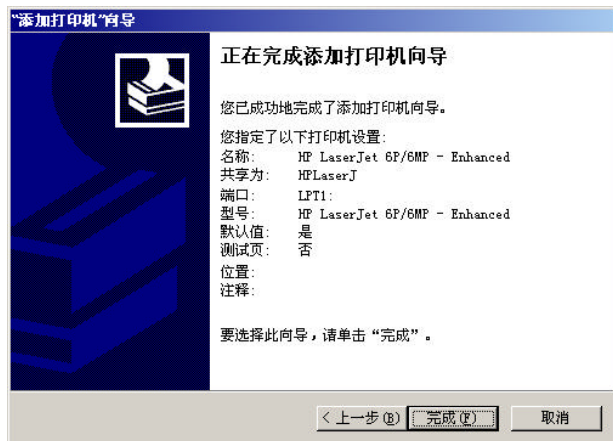 “添加打印机”向导
正在完成添加打印机向导
您已成功地完成了添加打印机向导。
您指定了以下打印机设置:
名称: HP LaserJet 6P/6MP - Enhanced
共享为: HPLaserJ
端口: LPT1:
型号: HP LaserJet 6P/6MP - Enhanced
默认值: 是
测试页: 否
位置:
注释:
要选择此向导，请单击“完成”。
< 上一步(B) 完成(F) 取消